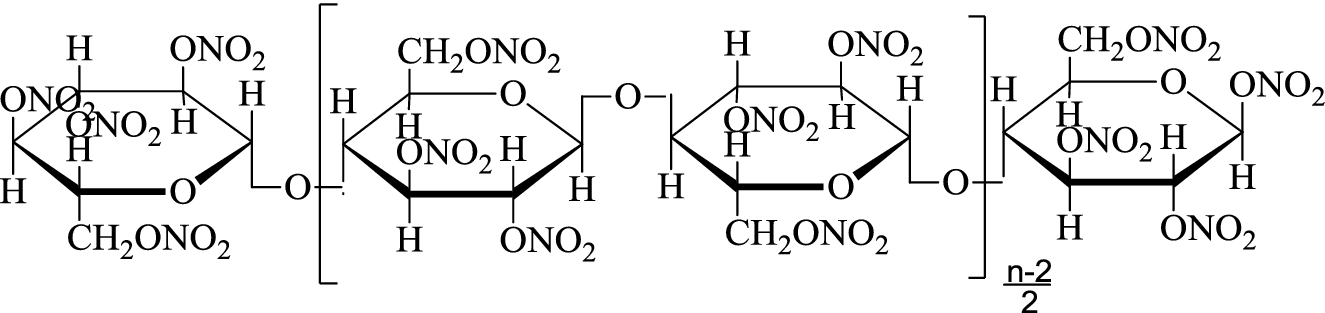 H ONO₂ H CH₂ONO₂ O O H ONO₂ H H CH₂ONO₂ O ONO₂
ONO₂ ONO₂ H H ONO₂ H H ONO₂ H H ONO₂ H
H H O O H ONO₂ H H O O H ONO₂ H
CH₂ONO₂ CH₂ONO₂
n-2
2